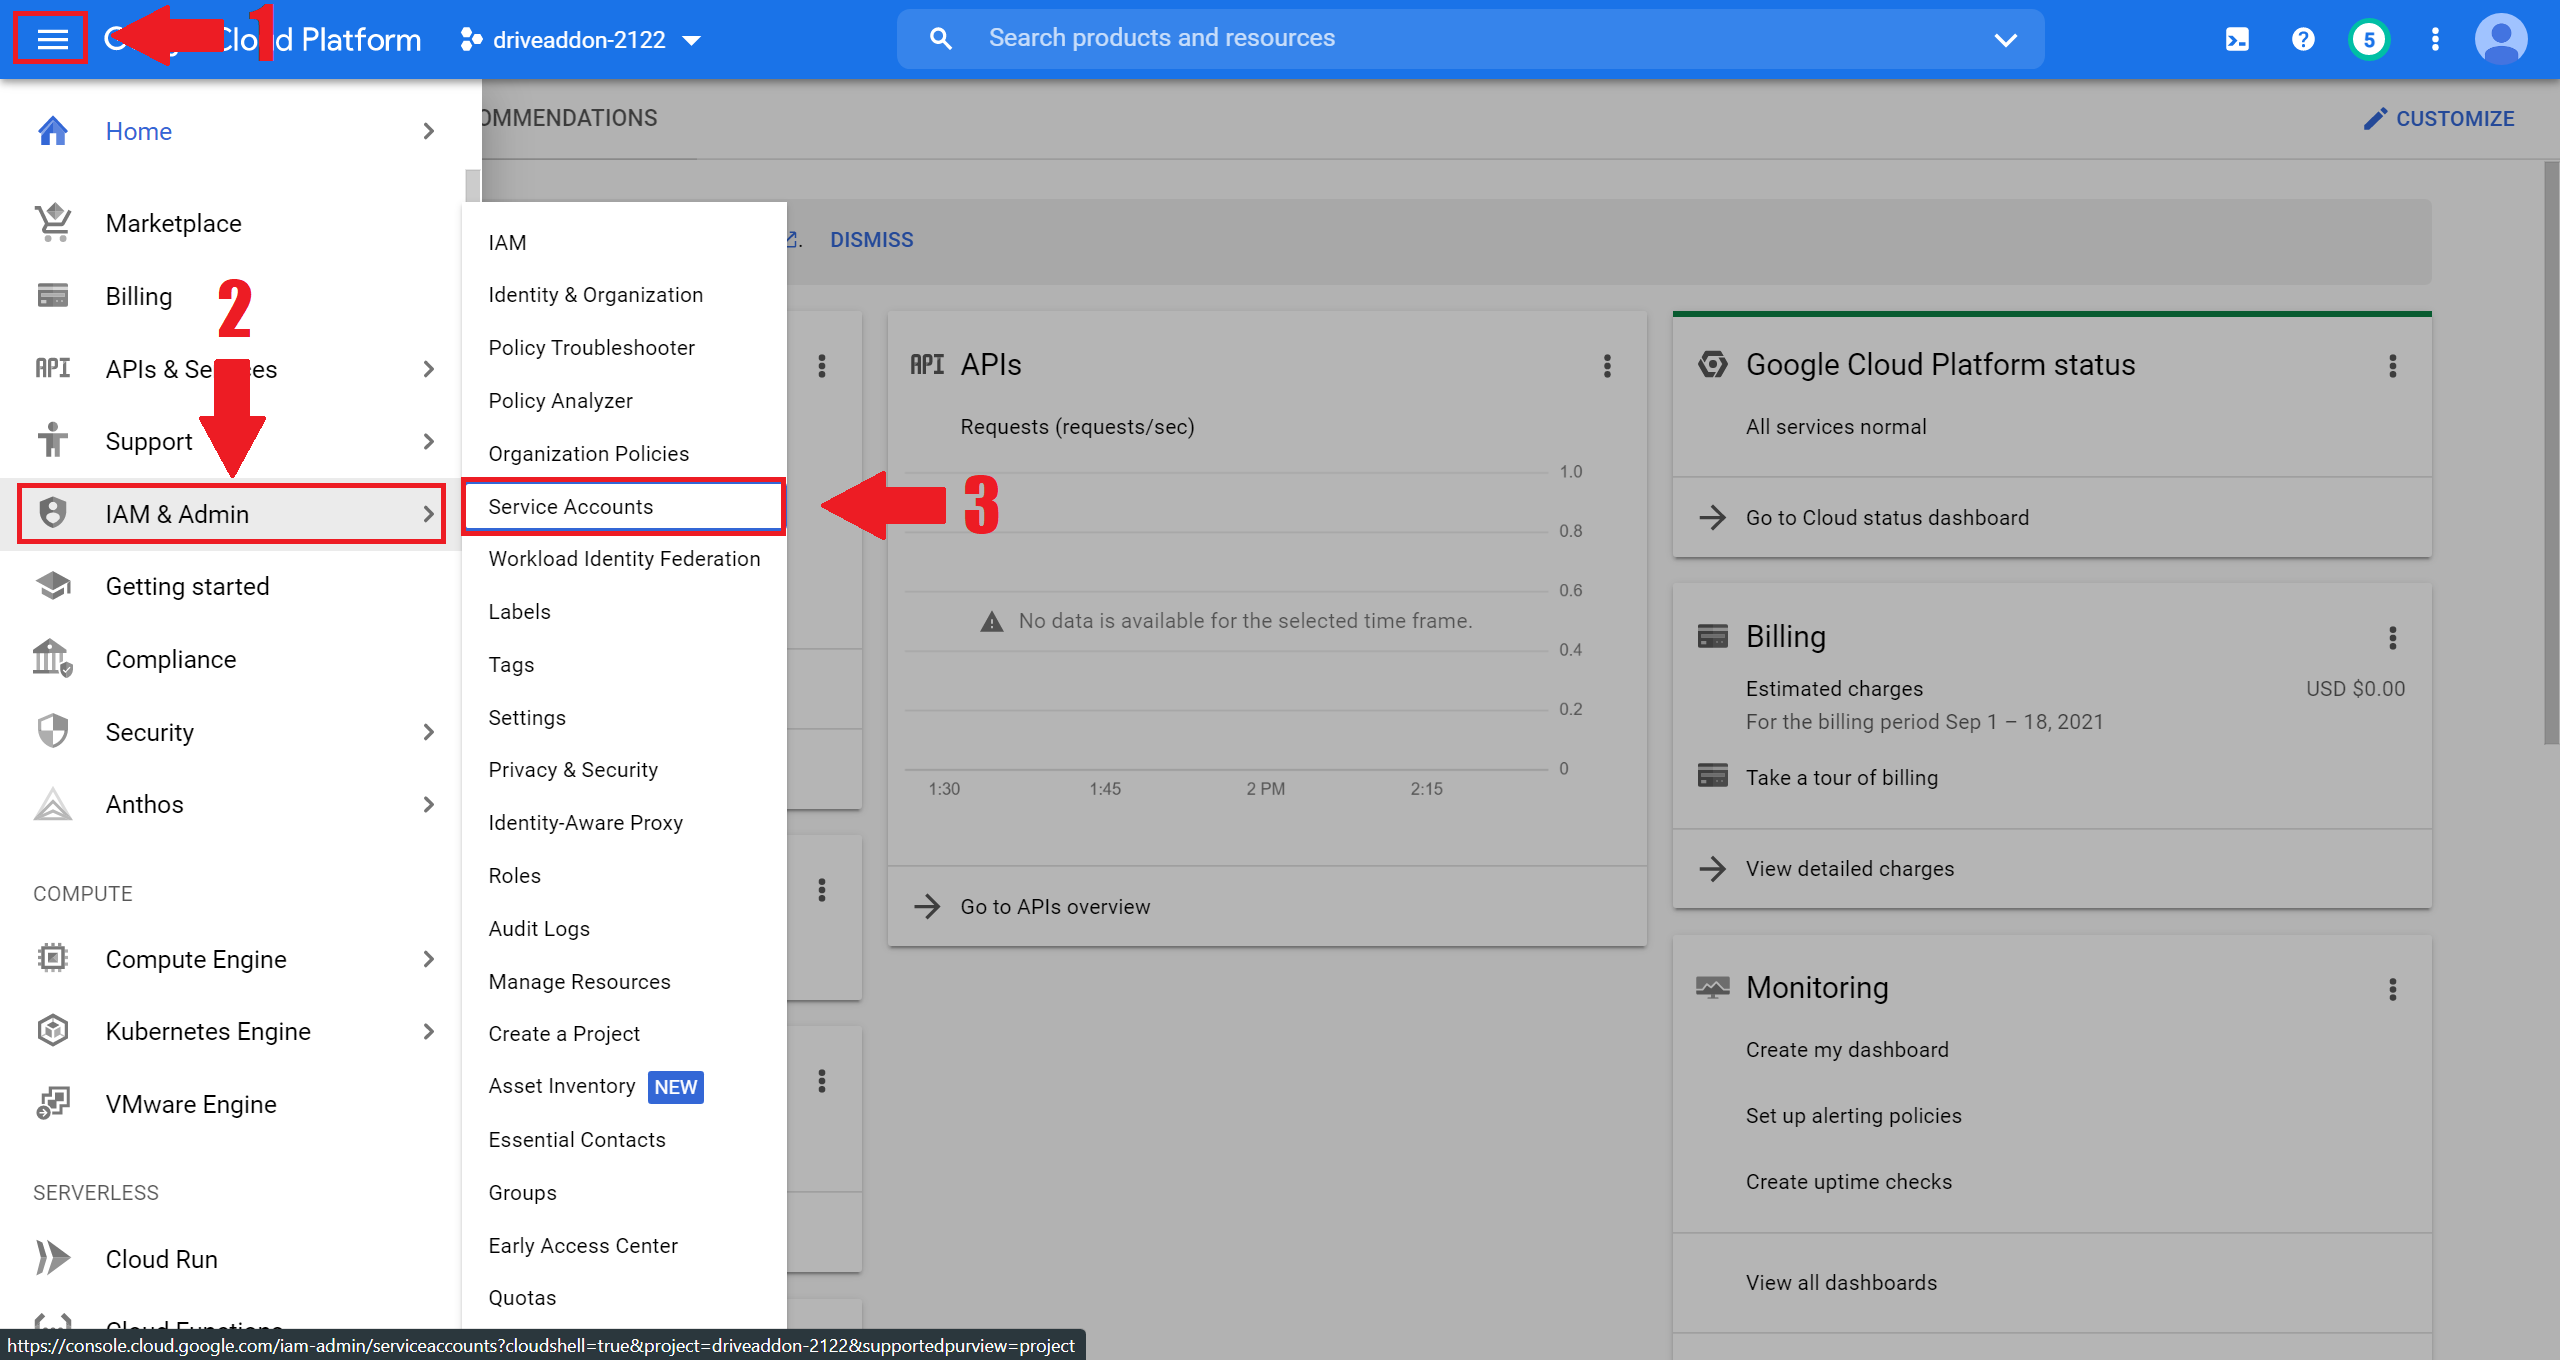 1
Cloud Platform
driveaddon-2122
Search products and resources
5
Home
Marketplace
Billing
2
API APIs & Services
Support
IAM & Admin
Getting started
Compliance
Security
Anthos
COMPUTE
Compute Engine
Kubernetes Engine
VMware Engine
SERVERLESS
Cloud Run
Cloud Functions
IAM
Identity & Organization
Policy Troubleshooter
Policy Analyzer
Organization Policies
Service Accounts
3
Workload Identity Federation
Labels
Tags
Settings
Privacy & Security
Identity-Aware Proxy
Roles
Audit Logs
Manage Resources
Create a Project
Asset Inventory NEW
Essential Contacts
Groups
Early Access Center
Quotas
OMMENDATIONS
CUSTOMIZE
. DISMISS
API APIs
Requests (requests/sec)
1.0
0.8
0.6
No data is available for the selected time frame.
0.4
0.2
0
1:30 1:45 2 PM 2:15
Go to APIs overview
Google Cloud Platform status
All services normal
Go to Cloud status dashboard
Billing
Estimated charges USD $0.00
For the billing period Sep 1 – 18, 2021
Take a tour of billing
View detailed charges
Monitoring
Create my dashboard
Set up alerting policies
Create uptime checks
View all dashboards
https://console.cloud.google.com/iam-admin/serviceaccounts?cloudshell=true&project=driveaddon-2122&supportedpurview=project